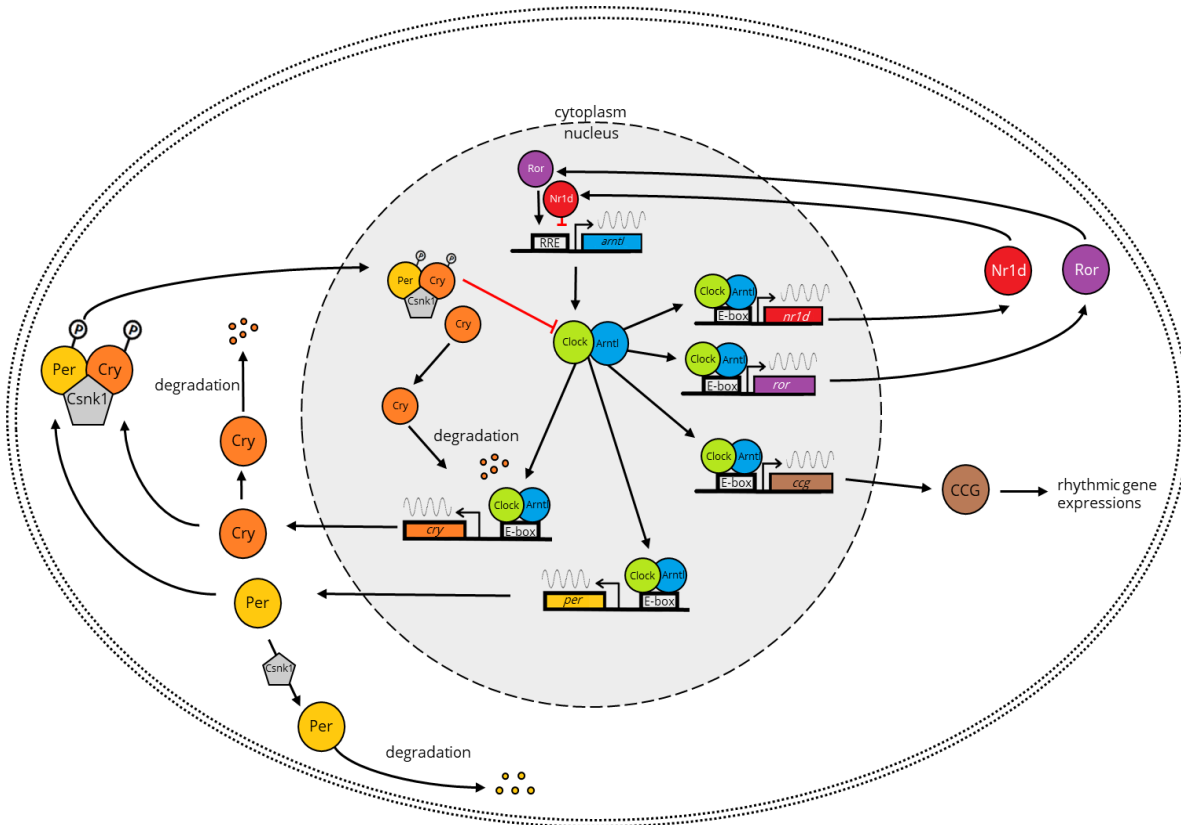 cytoplasm
nucleus
Ror
Nr1d
RRE
arntl
Per
Cry
Csnk1
P
P
Cry
Clock
Arntl
Clock
Arntl
E-box
nr1d
Clock
Arntl
E-box
ror
Nr1d
Ror
P
P
Per
Cry
Csnk1
degradation
Cry
Cry
degradation
Clock
Arntl
E-box
ccg
CCG
rhythmic gene
expressions
Cry
cry
Clock
Arntl
E-box
Per
per
Clock
Arntl
E-box
Csnk1
Per
degradation